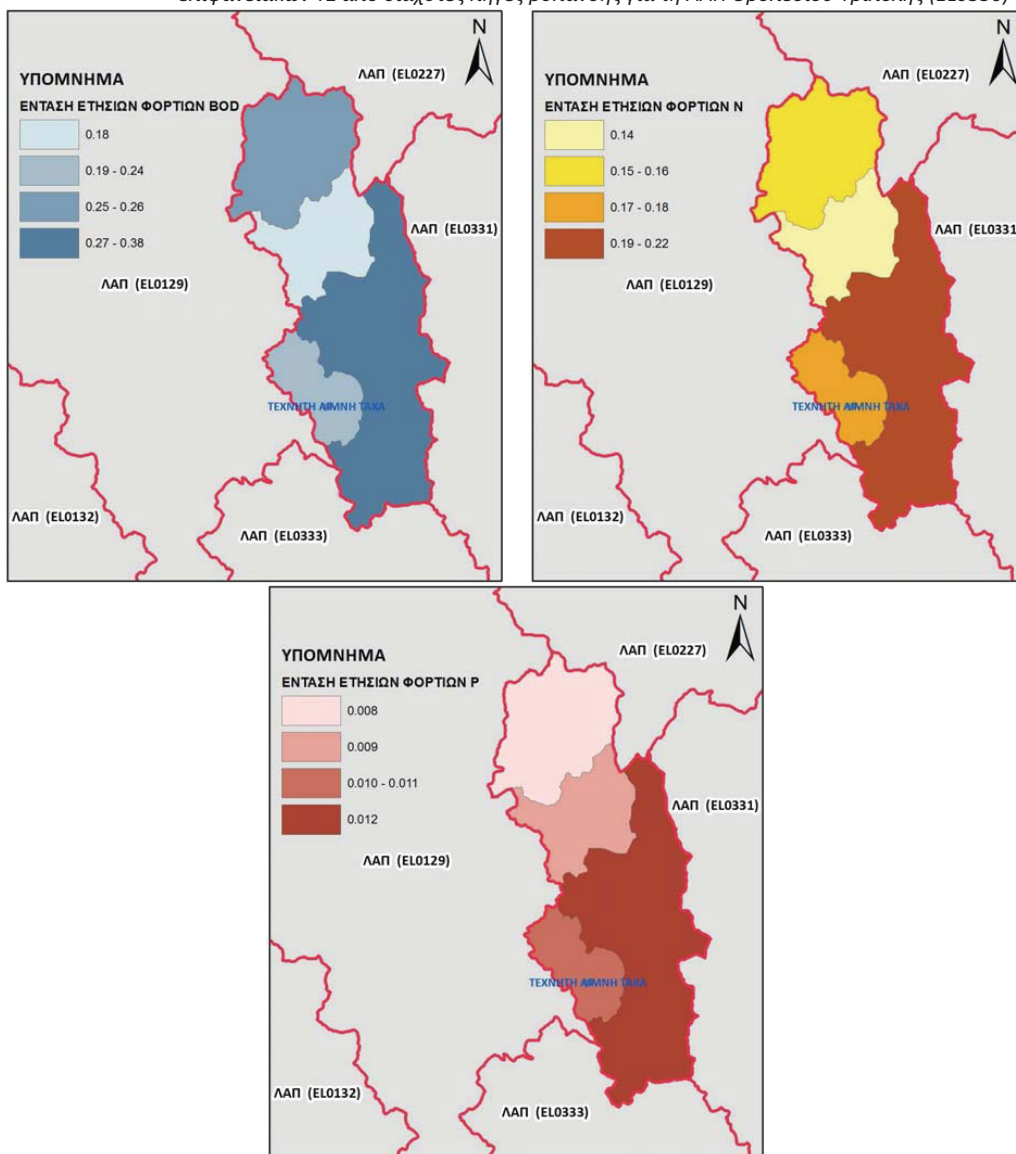 N
ΥΠΟΜΝΗΜΑ
ΕΝΤΑΣΗ ΕΤΗΣΙΩΝ ΦΟΡΤΙΩΝ BOD
0.18
0.19 - 0.24
0.25 - 0.26
0.27 - 0.38
ΛΑΠ (EL0227)
ΛΑΠ (EL0331)
ΛΑΠ (EL0129)
ΤΕΧΝΗΤΗ ΛΙΜΝΗ ΤΑΚΑ
ΛΑΠ (EL0132)
ΛΑΠ (EL0333)
N
ΥΠΟΜΝΗΜΑ
ΕΝΤΑΣΗ ΕΤΗΣΙΩΝ ΦΟΡΤΙΩΝ N
0.14
0.15 - 0.16
0.17 - 0.18
0.19 - 0.22
ΛΑΠ (EL0227)
ΛΑΠ (EL0331)
ΛΑΠ (EL0129)
ΤΕΧΝΗΤΗ ΛΙΜΝΗ ΤΑΚΑ
ΛΑΠ (EL0132)
ΛΑΠ (EL0333)
N
ΥΠΟΜΝΗΜΑ
ΕΝΤΑΣΗ ΕΤΗΣΙΩΝ ΦΟΡΤΙΩΝ P
0.008
0.009
0.010 - 0.011
0.012
ΛΑΠ (EL0227)
ΛΑΠ (EL0331)
ΛΑΠ (EL0129)
ΤΕΧΝΗΤΗ ΛΙΜΝΗ ΤΑΚΑ
ΛΑΠ (EL0132)
ΛΑΠ (EL0333)